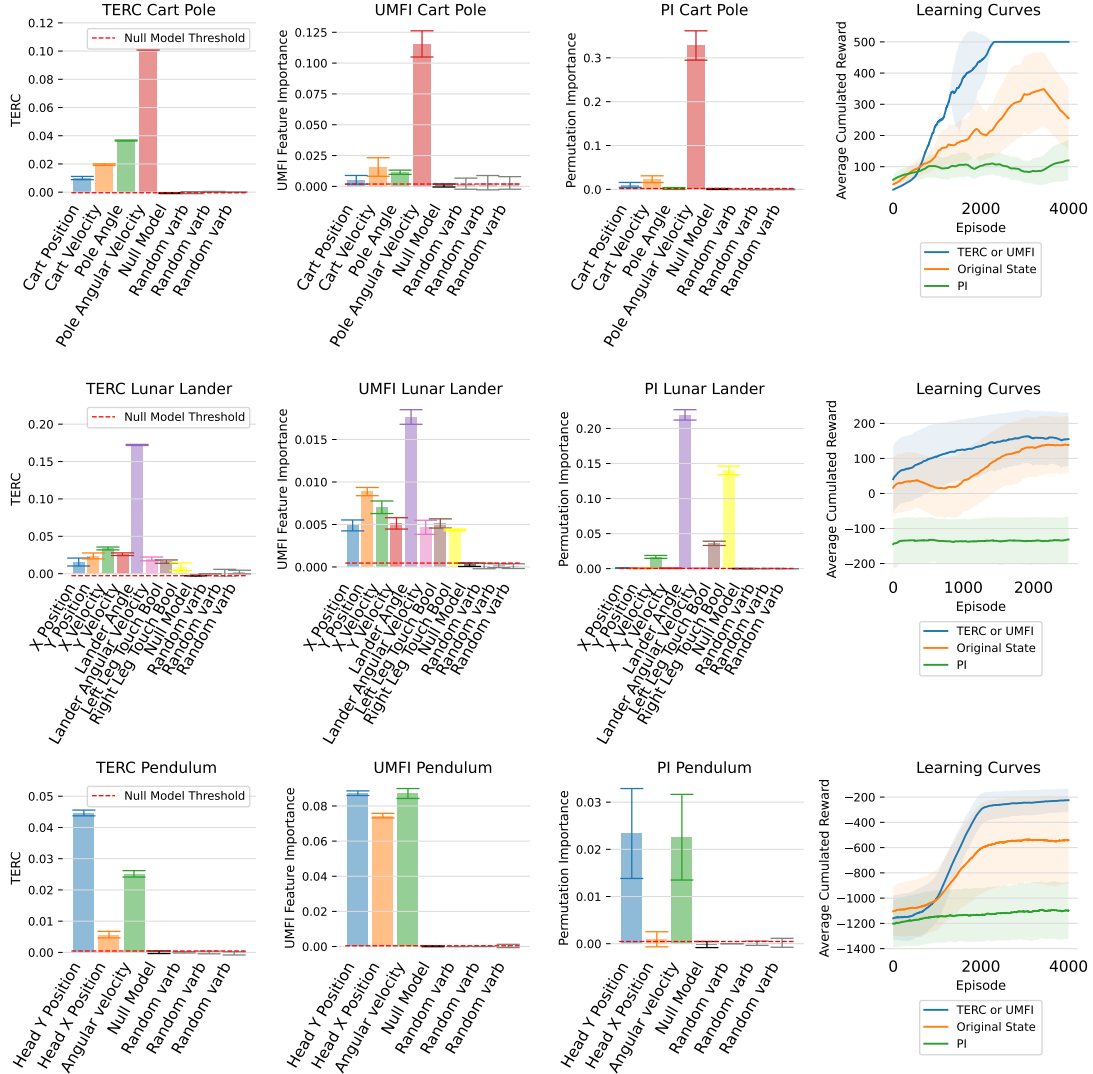 TERC Cart Pole
TERC
0.12
0.10
0.08
0.06
0.04
0.02
0.00
Null Model Threshold
Cart Position
Cart Velocity
Pole Angle
Pole Angular Velocity
Null Model
Random varb
Random varb
Random varb
UMFI Cart Pole
UMFI Feature Importance
0.125
0.100
0.075
0.050
0.025
0.000
Cart Position
Cart Velocity
Pole Angle
Pole Angular Velocity
Null Model
Random varb
Random varb
Random varb
PI Cart Pole
Permutation Importance
0.3
0.2
0.1
0.0
Cart Position
Cart Velocity
Pole Angle
Pole Angular Velocity
Null Model
Random varb
Random varb
Random varb
Learning Curves
Average Cumulated Reward
500
400
300
200
100
0 2000 4000
Episode
TERC or UMFI
Original State
PI
TERC Lunar Lander
TERC
0.20
0.15
0.10
0.05
0.00
Null Model Threshold
X Position
Y Position
X Velocity
Y Velocity
Lander Angle
Lander Angular Velocity
Left Leg Touch Bool
Right Leg Touch Bool
Null Model
Random varb
Random varb
Random varb
UMFI Lunar Lander
UMFI Feature Importance
0.015
0.010
0.005
0.000
X Position
Y Position
X Velocity
Y Velocity
Lander Angle
Lander Angular Velocity
Left Leg Touch Bool
Right Leg Touch Bool
Null Model
Random varb
Random varb
Random varb
PI Lunar Lander
Permutation Importance
0.20
0.15
0.10
0.05
0.00
X Position
Y Position
X Velocity
Y Velocity
Lander Angle
Lander Angular Velocity
Left Leg Touch Bool
Right Leg Touch Bool
Null Model
Random varb
Random varb
Random varb
Learning Curves
Average Cumulated Reward
200
100
0
−100
−200
0 1000 2000
Episode
TERC or UMFI
Original State
PI
TERC Pendulum
TERC
0.05
0.04
0.03
0.02
0.01
0.00
Null Model Threshold
Head Y Position
Head X Position
Angular velocity
Null Model
Random varb
Random varb
Random varb
UMFI Pendulum
UMFI Feature Importance
0.08
0.06
0.04
0.02
0.00
Head Y Position
Head X Position
Angular velocity
Null Model
Random varb
Random varb
Random varb
PI Pendulum
Permutation Importance
0.03
0.02
0.01
0.00
Head Y Position
Head X Position
Angular velocity
Null Model
Random varb
Random varb
Random varb
Learning Curves
Average Cumulated Reward
−200
−400
−600
−800
−1000
−1200
−1400
0 2000 4000
Episode
TERC or UMFI
Original State
PI